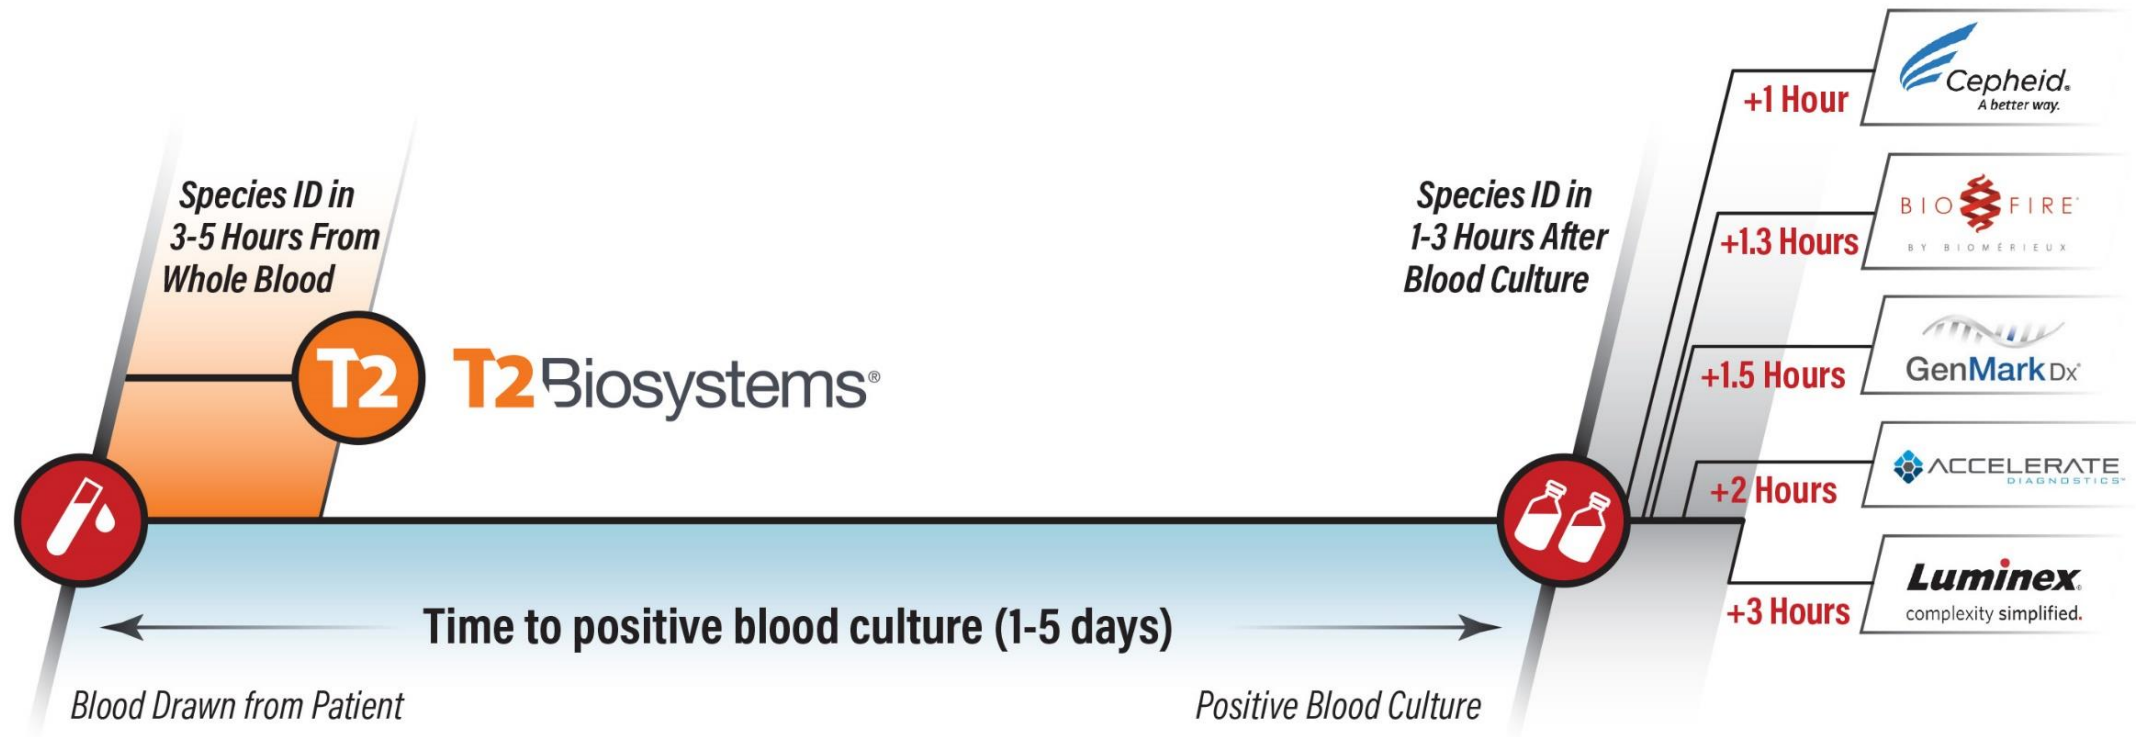 Species ID in
3-5 Hours From
Whole Blood
T2
T2Biosystems®
Species ID in
1-3 Hours After
Blood Culture
+1 Hour
Cepheid®
A better way.
+1.3 Hours
BIOFIRE®
BY BIOMÉRIEUX
+1.5 Hours
GenMark Dx®
+2 Hours
ACCELERATE
DIAGNOSTICS™
+3 Hours
Luminex®
complexity simplified.
Time to positive blood culture (1-5 days)
Blood Drawn from Patient
Positive Blood Culture